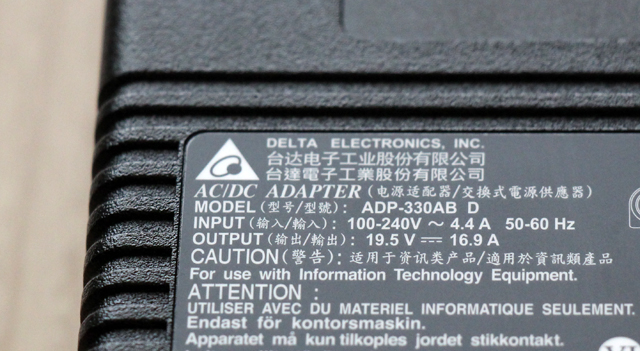 DELTA ELECTRONICS, INC.
台达电子工业股份有限公司
台達電子工業股份有限公司
AC/DC ADAPTER (电源适配器/交換式電源供應器)
MODEL (型号/型號): ADP-330AB D
INPUT (输入/輸入): 100-240V ~ 4.4 A 50-60 Hz
OUTPUT (输出/輸出): 19.5 V ⎓ 16.9 A
CAUTION (警告): 适用于资讯类产品/適用於資訊類產品
For use with Information Technology Equipment.
ATTENTION :
UTILISER AVEC DU MATERIEL INFORMATIQUE SEULEMENT.
Endast för kontorsmaskin.
Apparatet må kun tilkoples jordet stikkontakt.